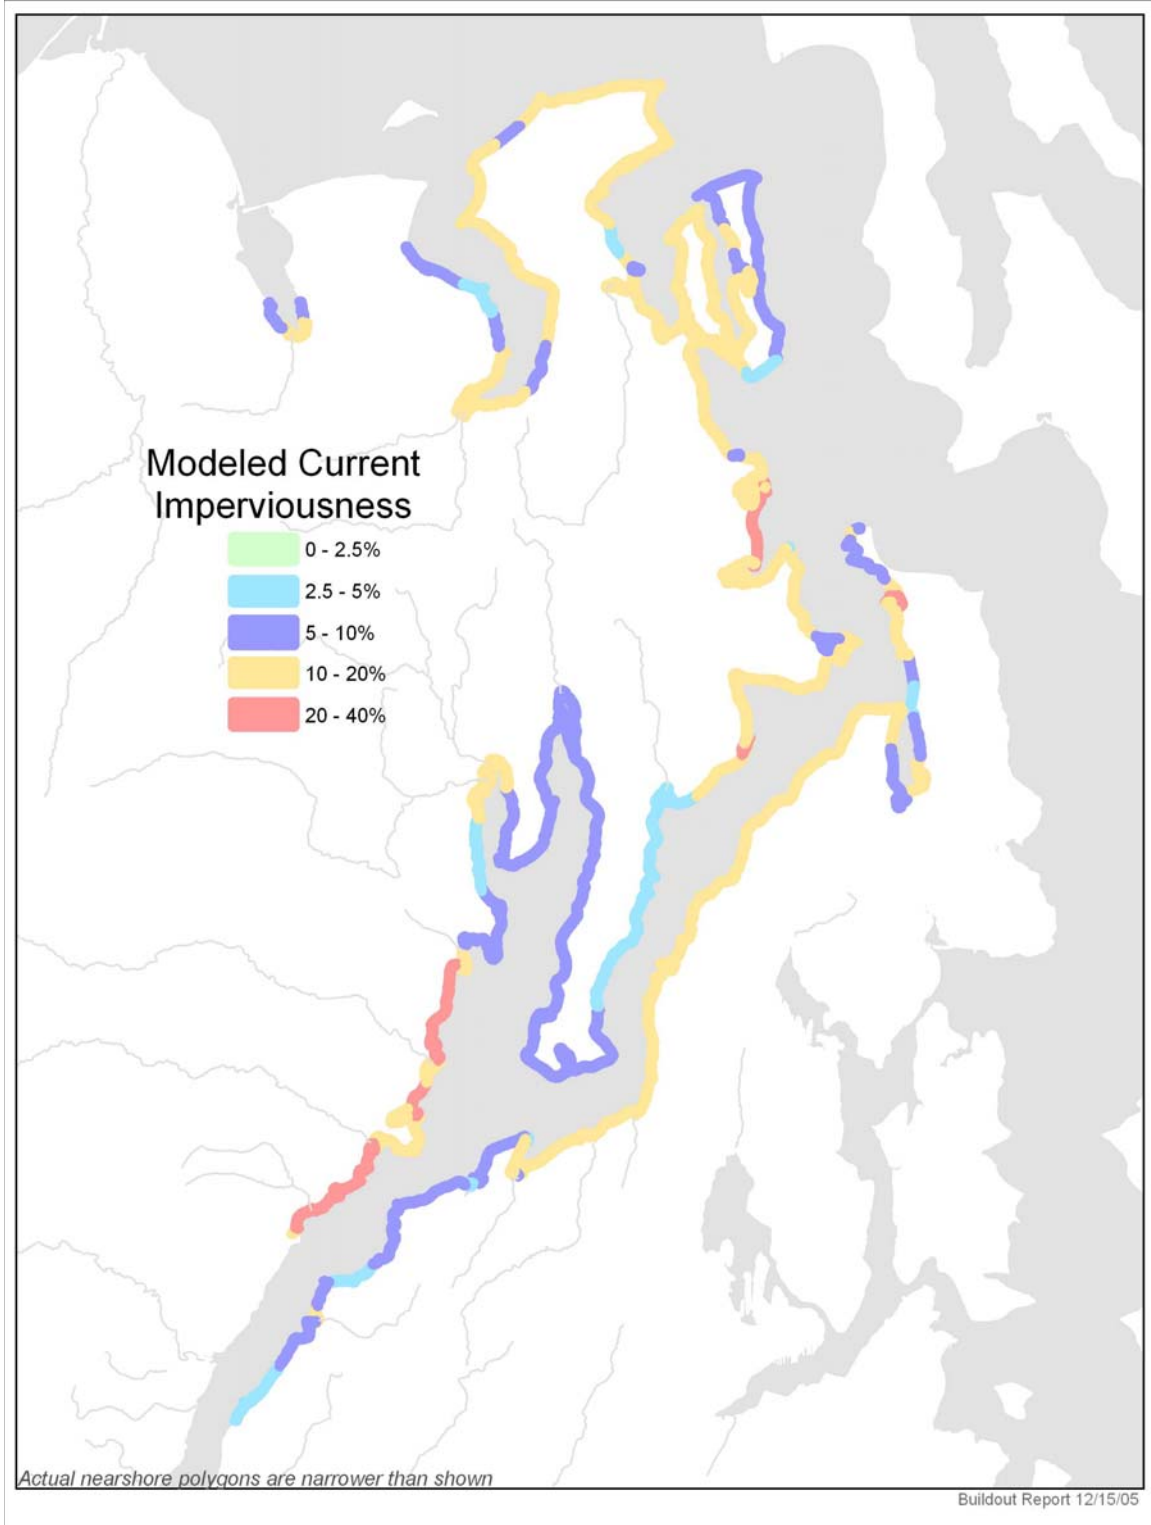 Modeled Current
Imperviousness
0 - 2.5%
2.5 - 5%
5 - 10%
10 - 20%
20 - 40%
Actual nearshore polygons are narrower than shown
Buildout Report 12/15/05